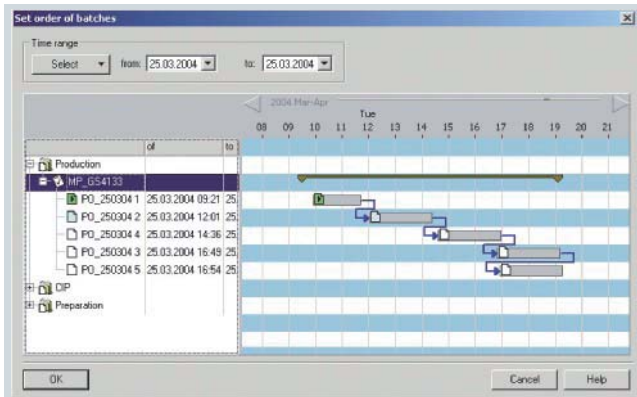 Set order of batches
Time range
Select from: 25.03.2004 to: 25.03.2004
2004 Mar-Apr
Tue
08 09 10 11 12 13 14 15 16 17 18 19 20 21
of to
Production
MP_GS4133
PO_250304 1 25.03.2004 09:21 25.
PO_250304 2 25.03.2004 12:01 25.
PO_250304 4 25.03.2004 14:36 25.
PO_250304 3 25.03.2004 16:49 25.
PO_250304 5 25.03.2004 16:54 25.
CIP
Preparation
OK Cancel Help